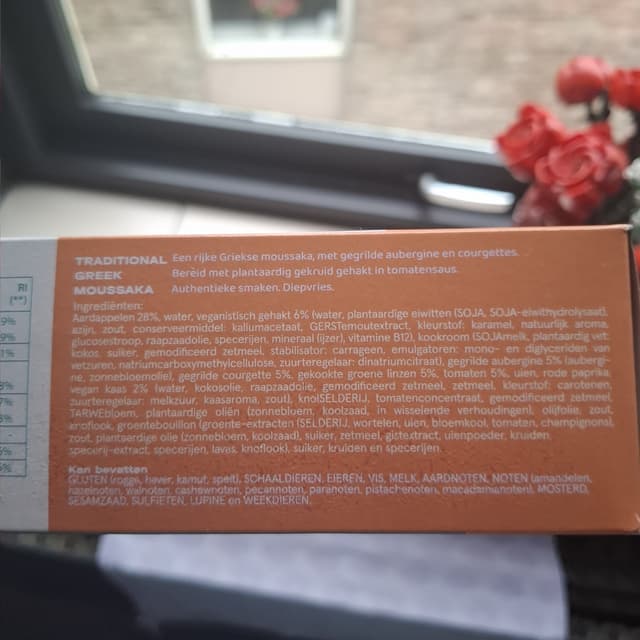 RI
(**)
9%
9%
1%
TRADITIONAL
GREEK
MOUSSAKA
Een rijke Griekse moussaka, met gegrilde aubergine en courgettes.
Bereid met plantaardig gekruid gehakt in tomatensaus.
Authentieke smaken. Diepvries.
Ingrediënten:
Aardappelen 28%, water, veganistisch gehakt 6% (water, plantaardige eiwitten (SOJA, SOJA-eiwithydrolysaat),
azijn, zout, conserveermiddel: kaliumacetaat, GERSTemoutextract, kleurstof: karamel, natuurlijk aroma,
glucosestroop, raapzaadolie, specerijen, mineraal (ijzer), vitamine B12), kookroom (SOJAmelk, plantaardig vet:
kokos, suiker, gemodificeerd zetmeel, stabilisator: carrageen, emulgatoren: mono- en diglyceriden van
vetzuren, natriumcarboxymethylcellulose, zuurteregelaar: dinatriumcitraat), gegrilde aubergine 5% (aubergi-
ne, zonnebloemolie), gegrilde courgette 5%, gekookte groene linzen 5%, tomaten 5%, uien, rode paprika,
vegan kaas 2% (water, kokosolie, raapzaadolie, gemodificeerd zetmeel, zetmeel, kleurstof: carotenen,
zuurteregelaar: melkzuur, kaasaroma, zout), knolSELDERIJ, tomatenconcentraat, gemodificeerd zetmeel,
TARWEbloem, plantaardige oliën (zonnebloem, koolzaad, in wisselende verhoudingen), olijfolie, zout,
knoflook, groentebouillon (groente-extracten (SELDERIJ, wortelen, uien, bloemkool, tomaten, champignons),
zout, plantaardige olie (zonnebloem, koolzaad), suiker, zetmeel, gistextract, uienpoeder, kruiden,
specerij-extract, specerijen, lavas, knoflook), suiker, kruiden en specerijen.
Kan bevatten
GLUTEN (rogge, haver, kamut, spelt), SCHAALDIEREN, EIEREN, VIS, MELK, AARDNOTEN, NOTEN (amandelen,
hazelnoten, walnoten, cashewnoten, pecannoten, paranoten, pistachenoten, macadamianoten), MOSTERD,
SESAMZAAD, SULFIETEN, LUPINE en WEEKDIEREN.